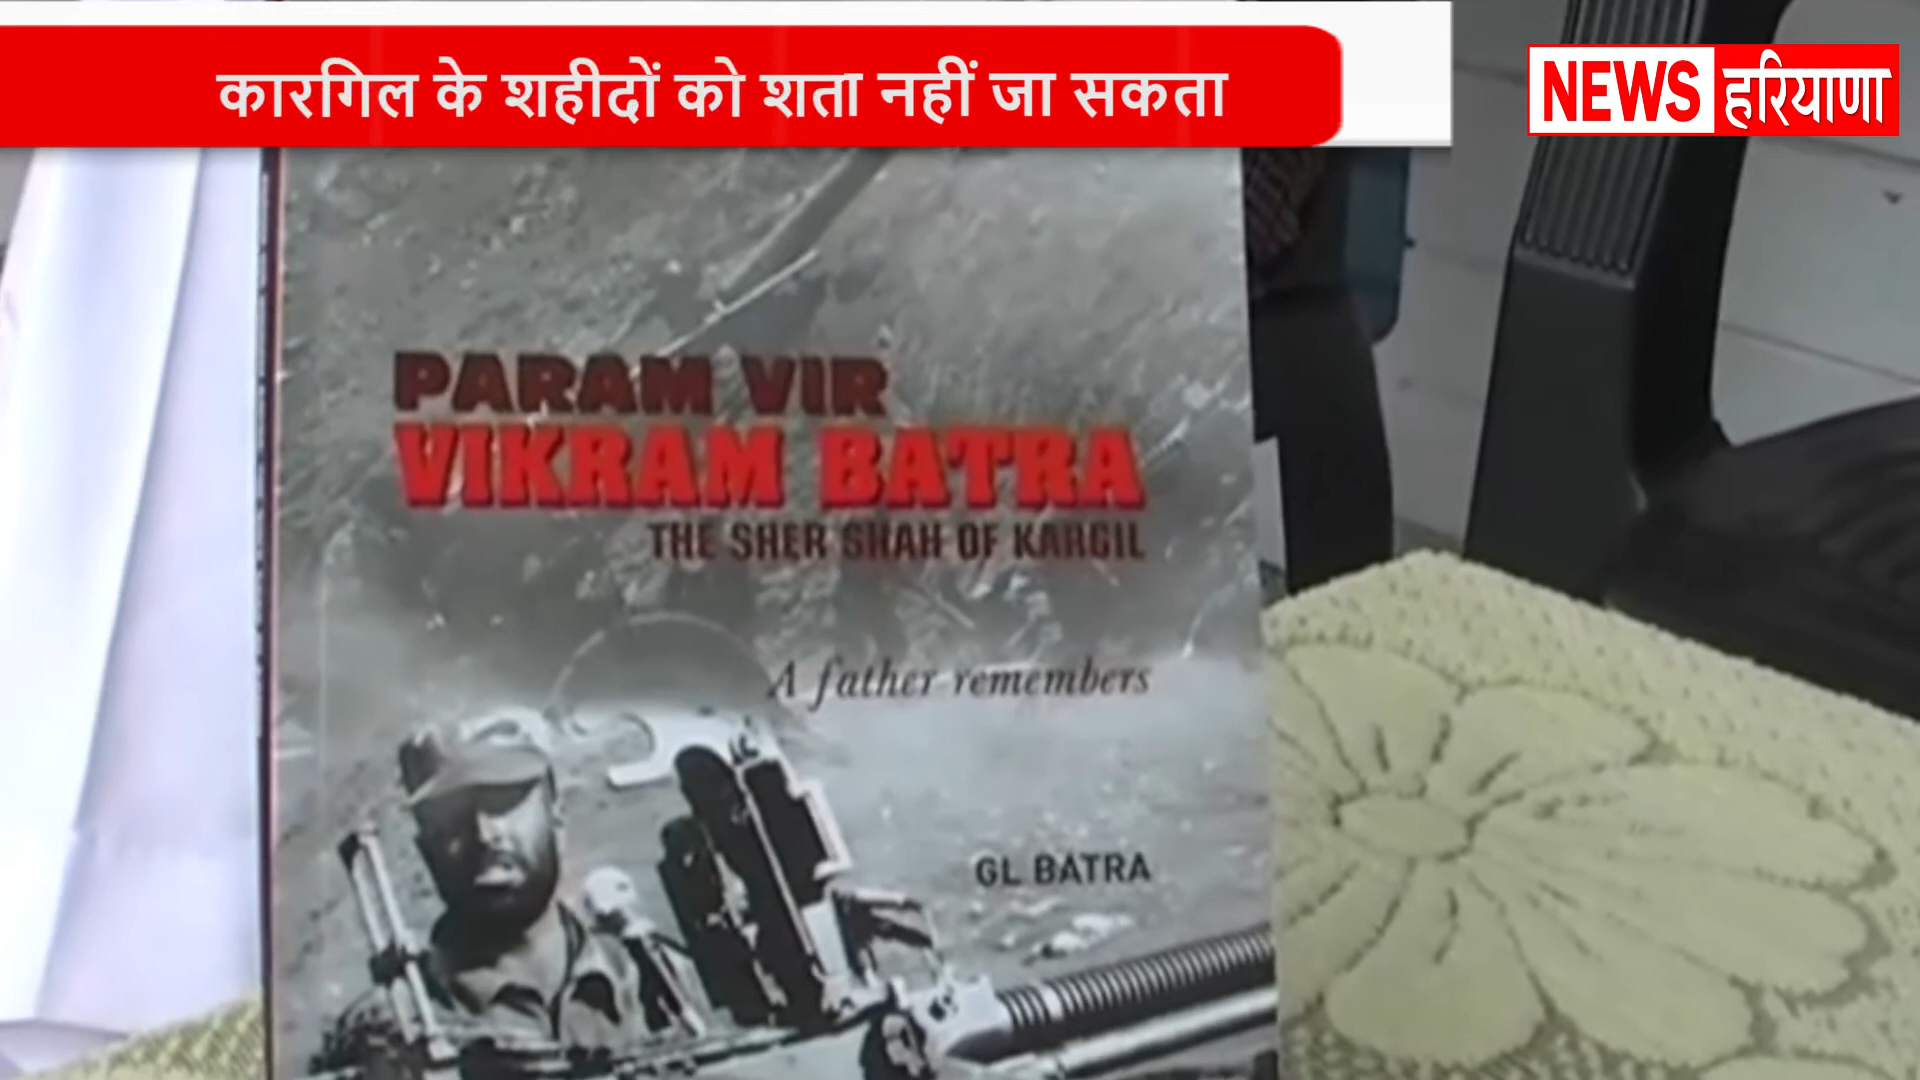 कारगिल के शहीदों को शता नहीं जा सकता
NEWS हरियाणा
PARAM VIR
VIKRAM BATRA
THE SHER SHAH OF KARGIL
A father remembers
GL BATRA